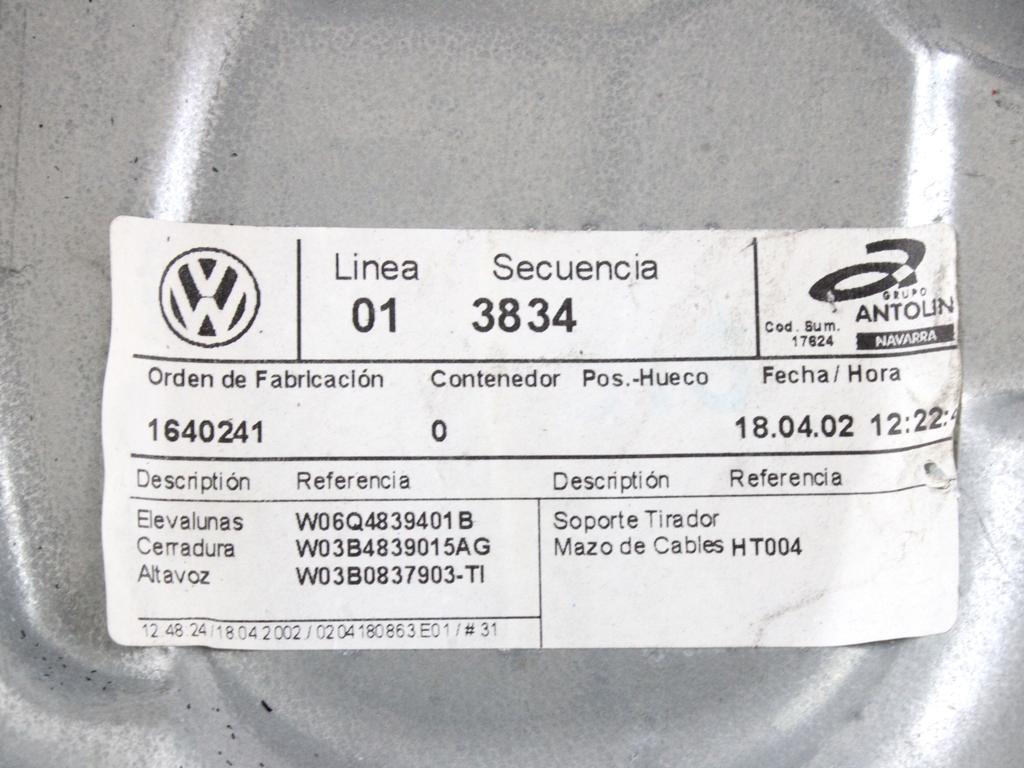 Linea Secuencia
01 3834
GRUPO
ANTOLIN
NAVARRA
Cod. Sum.
17624
Orden de Fabricación Contenedor Pos.-Hueco Fecha/ Hora
1640241 0 18.04.02 12:22:4
Descriptión Referencia Descriptión Referencia
Elevalunas W06Q4839401B
Cerradura W03B4839015AG
Altavoz W03B0837903-TI
Soporte Tirador
Mazo de Cables HT004
12.48.24/18.04.2002/0204180863E01/#31